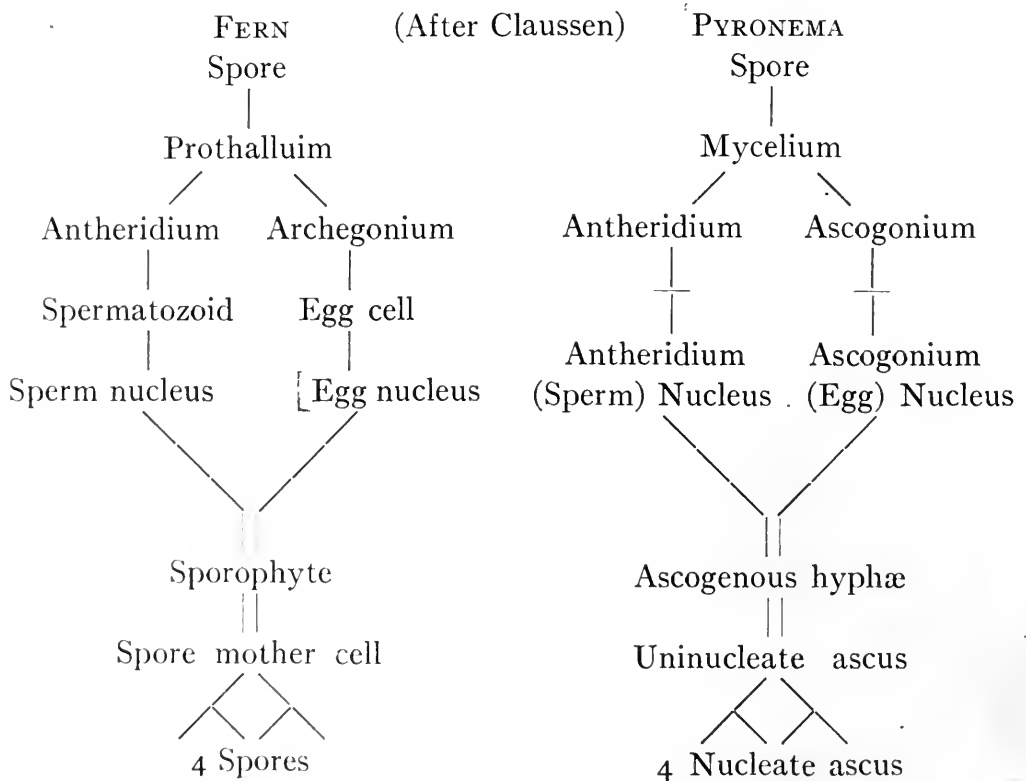 FERN (After Claussen) PYRONEMA
Spore Spore
Prothalluim Mycelium
Antheridium Archegonium Antheridium Ascogonium
Spermatozoid Egg cell
Antheridium Ascogonium
Sperm nucleus [Egg nucleus (Sperm) Nucleus . (Egg) Nucleus
Sporophyte Ascogenous hyphæ
Spore mother cell Uninucleate ascus
4 Spores 4 Nucleate ascus